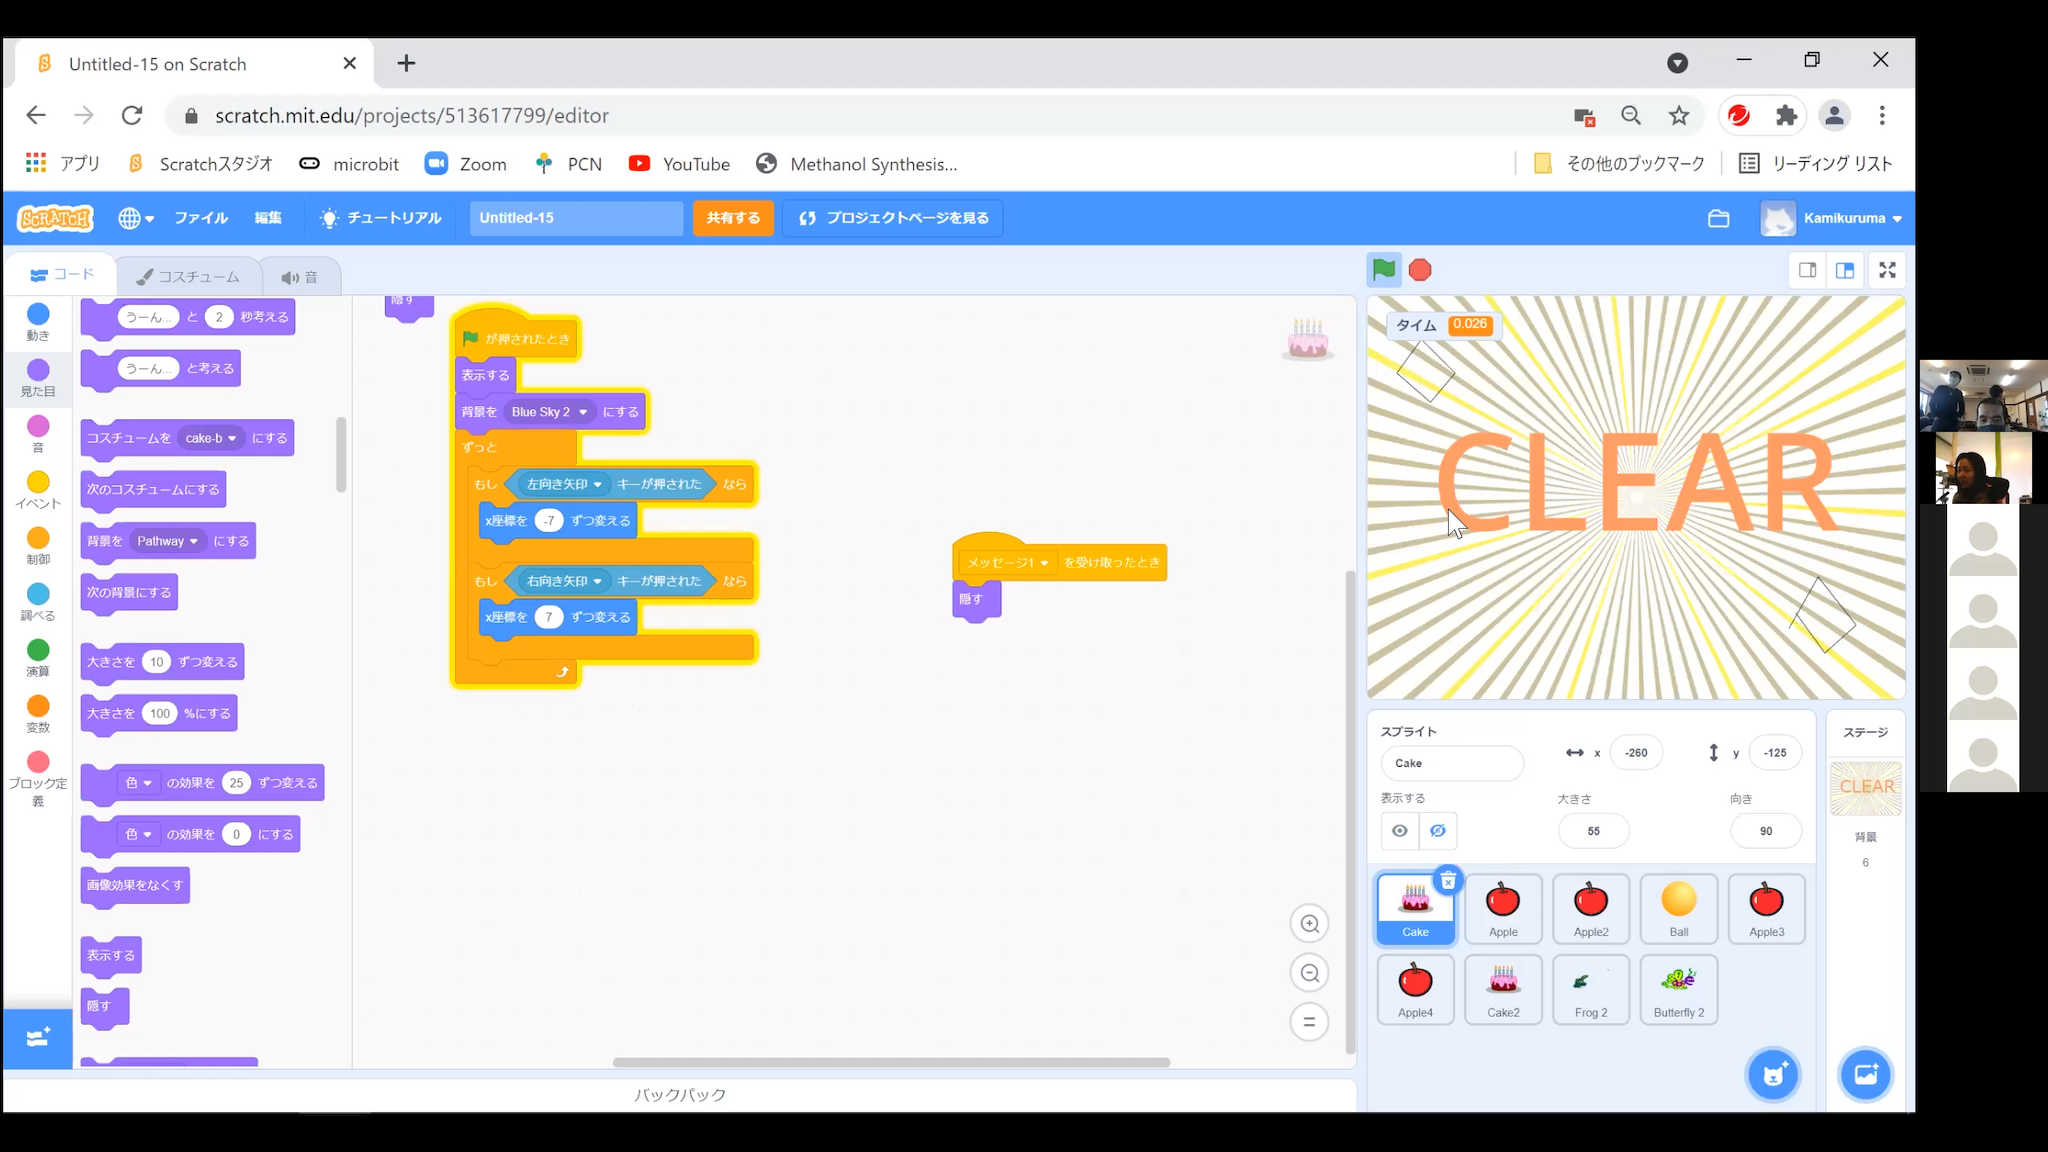 Untitled-15 on Scratch
scratch.mit.edu/projects/513617799/editor
アプリ Scratchスタジオ microbit Zoom PCN YouTube Methanol Synthesis... その他のブックマーク リーディング リスト
SCRATCH ファイル 編集 チュートリアル Untitled-15 共有する プロジェクトページを見る Kamikuruma
コード コスチューム 音
動き
見た目
音
イベント
制御
調べる
演算
変数
ブロック定
義
うーん... と 2 秒考える
うーん... と考える
コスチュームを cake-b にする
次のコスチュームにする
背景を Pathway にする
次の背景にする
大きさを 10 ずつ変える
大きさを 100 %にする
色 の効果を 25 ずつ変える
色 の効果を 0 にする
画像効果をなくす
表示する
隠す
隠す
が押されたとき
表示する
背景を Blue Sky 2 にする
ずっと
もし 左向き矢印 キーが押された なら
x座標を -7 ずつ変える
もし 右向き矢印 キーが押された なら
x座標を 7 ずつ変える
メッセージ1 を受け取ったとき
隠す
バックパック
タイム 0.026
CLEAR
スプライト
Cake x -260 y -125
表示する 大きさ 向き
55 90
Cake Apple Apple2 Ball Apple3
Apple4 Cake2 Frog 2 Butterfly 2
ステージ
CLEAR
背景
6